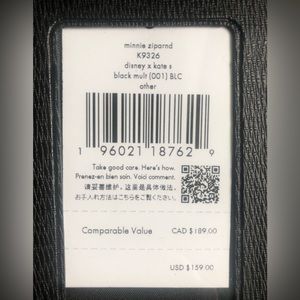 minnie ziparnd
K9326
disney x kate s
black mult (001) BLC
other
1 96021 18762 9
Take good care. Here's how.
Prenez-en bien soin. Voici comment.
请妥善维护。这里是具体做法。
お手入れ方法はこちらをご覧ください。
Comparable Value CAD $189.00
USD $159.00